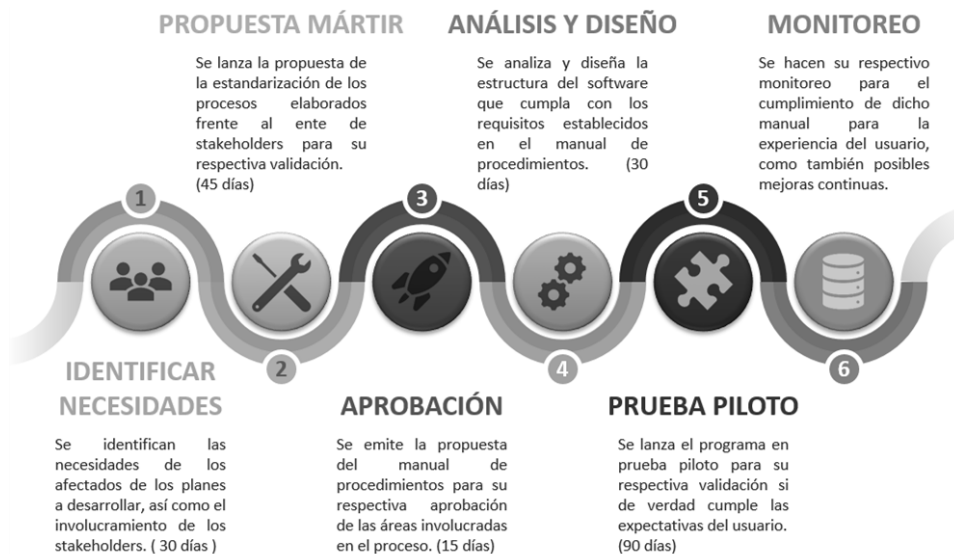 PROPUESTA MÁRTIR
Se lanza la propuesta de
la estandarización de los
procesos elaborados
frente al ente de
stakeholders para su
respectiva validación.
(45 días)
ANÁLISIS Y DISEÑO
Se analiza y diseña la
estructura del software
que cumpla con los
requisitos establecidos
en el manual de
procedimientos. (30
días)
MONITOREO
Se hacen su respectivo
monitoreo para el
cumplimiento de dicho
manual para la
experiencia del usuario,
como también posibles
mejoras continuas.
1
3
5
2
4
6
IDENTIFICAR
NECESIDADES
Se identifican las
necesidades de los
afectados de los planes
a desarrollar, así como el
involucramiento de los
stakeholders. ( 30 días )
APROBACIÓN
Se emite la propuesta
del manual de
procedimientos para su
respectiva aprobación
de las áreas involucradas
en el proceso. (15 días)
PRUEBA PILOTO
Se lanza el programa en
prueba piloto para su
respectiva validación si
de verdad cumple las
expectativas del usuario.
(90 días)